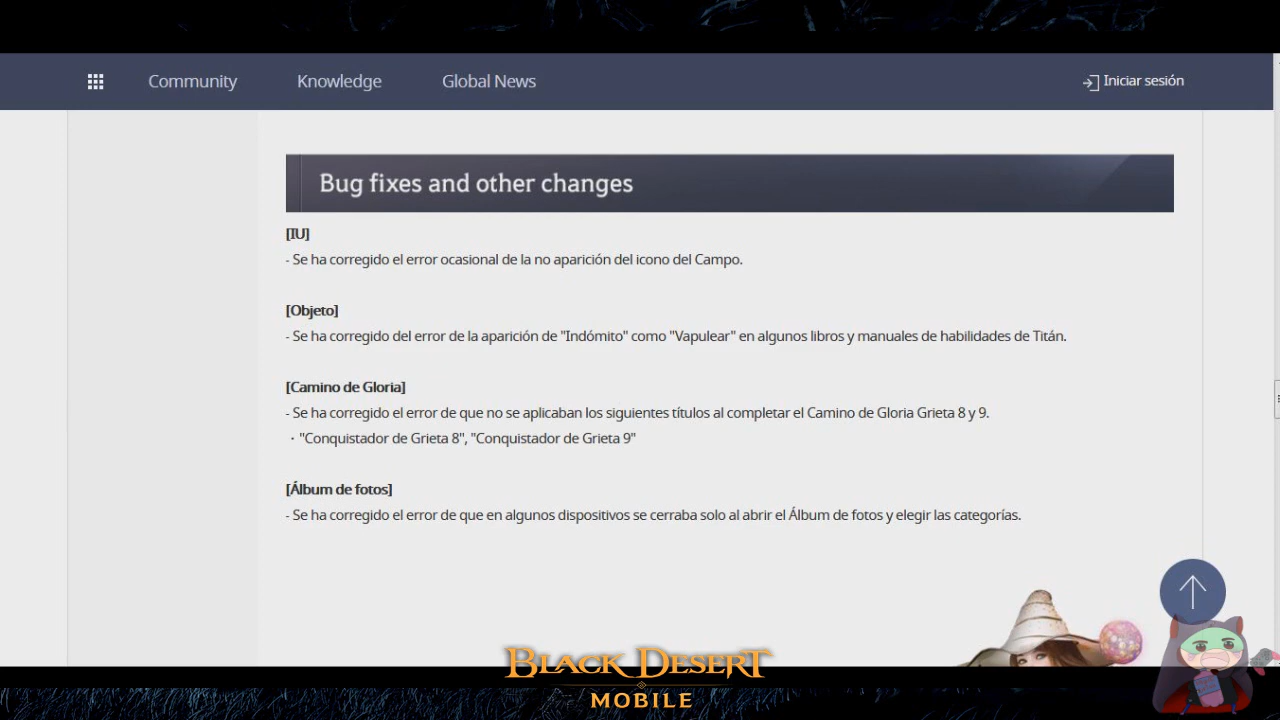 Community
Knowledge
Global News
Iniciar sesión
Bug fixes and other changes
[IU]
- Se ha corregido el error ocasional de la no aparición del icono del Campo.
[Objeto]
- Se ha corregido del error de la aparición de "Indómito" como "Vapulear" en algunos libros y manuales de habilidades de Titán.
[Camino de Gloria]
- Se ha corregido el error de que no se aplicaban los siguientes títulos al completar el Camino de Gloria Grieta 8 y 9.
· "Conquistador de Grieta 8", "Conquistador de Grieta 9"
[Álbum de fotos]
- Se ha corregido el error de que en algunos dispositivos se cerraba solo al abrir el Álbum de fotos y elegir las categorías.
BLACK DESERT
MOBILE